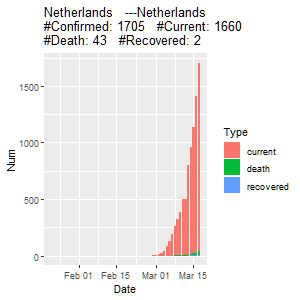 Netherlands ---Netherlands
#Confirmed: 1705 #Current: 1660
#Death: 43 #Recovered: 2
Num
1500
1000
500
0
Feb 01 Feb 15 Mar 01 Mar 15
Date
Type
current
death
recovered